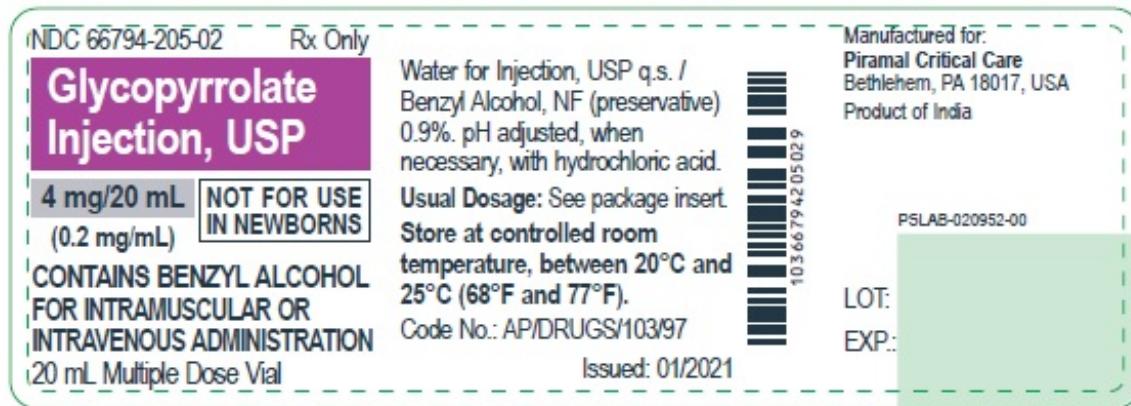 NDC 66794-205-02 Rx Only
Glycopyrrolate
Injection, USP
4 mg/20 mL
(0.2 mg/mL)
NOT FOR USE
IN NEWBORNS
CONTAINS BENZYL ALCOHOL
FOR INTRAMUSCULAR OR
INTRAVENOUS ADMINISTRATION
20 mL Multiple Dose Vial
Water for Injection, USP q.s. /
Benzyl Alcohol, NF (preservative)
0.9%. pH adjusted, when
necessary, with hydrochloric acid.
Usual Dosage: See package insert.
Store at controlled room
temperature, between 20°C and
25°C (68°F and 77°F).
Code No.: AP/DRUGS/103/97
Issued: 01/2021
1036679420502​9
Manufactured for:
Piramal Critical Care
Bethlehem, PA 18017, USA
Product of India
PSLAB-020952-00
LOT:
EXP.: